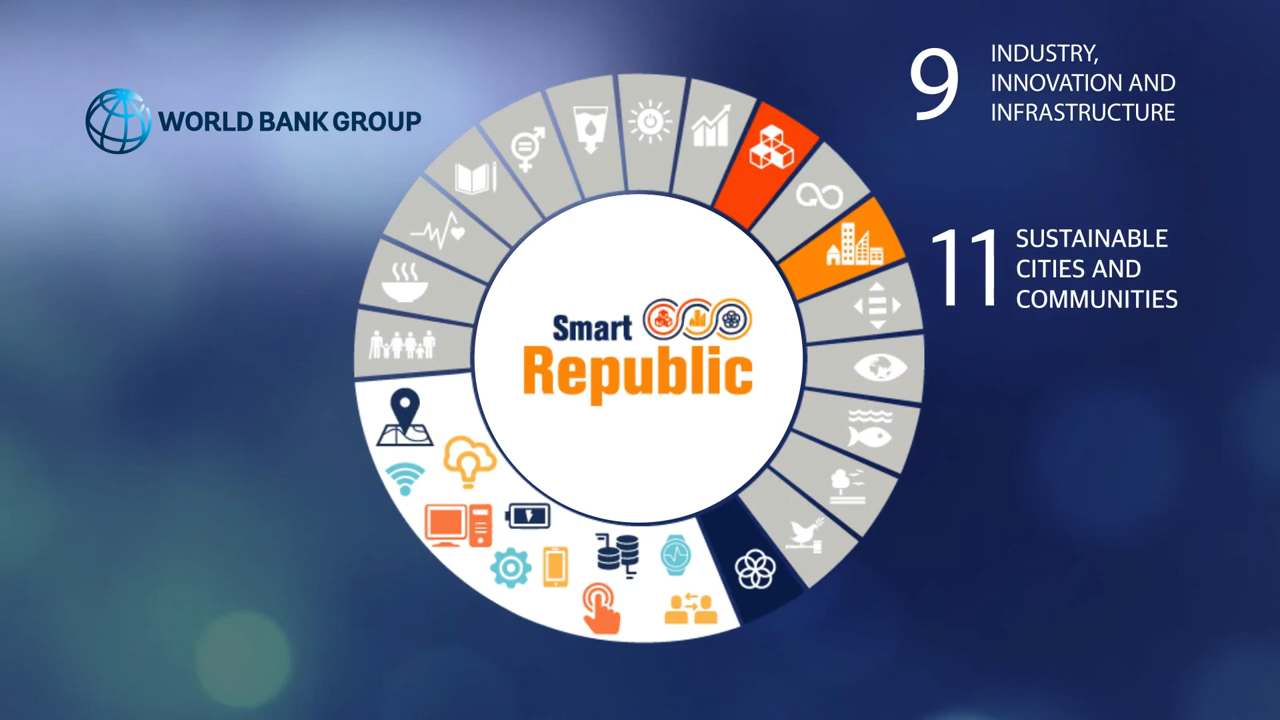 WORLD BANK GROUP
9
INDUSTRY,
INNOVATION AND
INFRASTRUCTURE
11
SUSTAINABLE
CITIES AND
COMMUNITIES
Smart
Republic